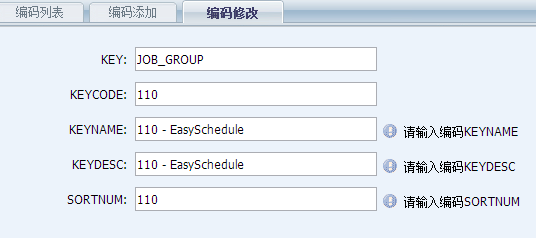 编码列表 编码添加 编码修改
KEY: JOB_GROUP
KEYCODE: 110
KEYNAME: 110 - EasySchedule 请输入编码KEYNAME
KEYDESC: 110 - EasySchedule 请输入编码KEYDESC
SORTNUM: 110 请输入编码SORTNUM